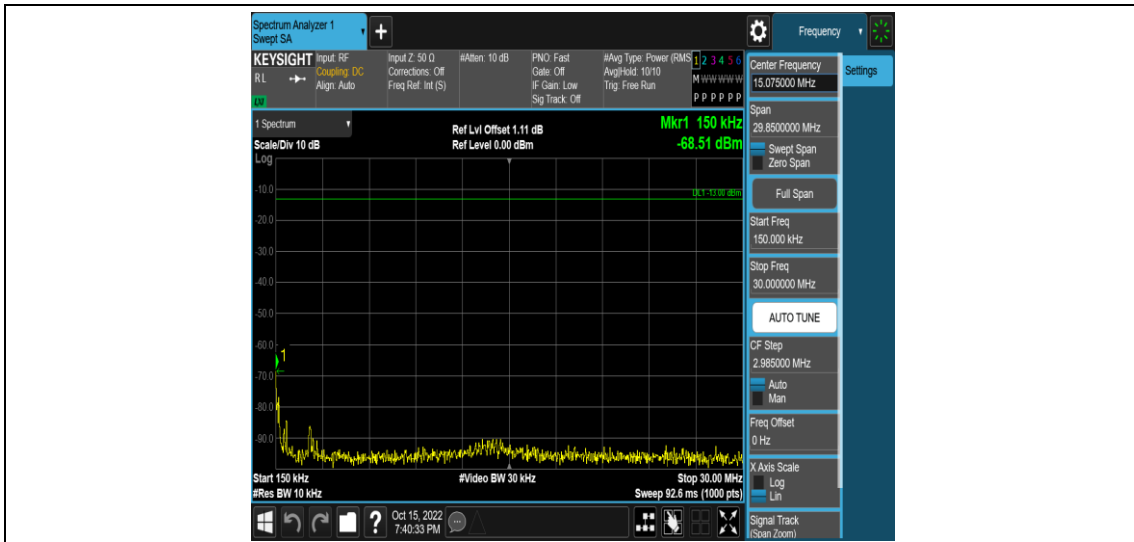 Spectrum Analyzer 1
Swept SA
+
Frequency
KEYSIGHT
RL
LM
Input: RF
Coupling: DC
Align: Auto
Input Z: 50 Ω
Corrections: Off
Freq Ref: Int (S)
#Atten: 10 dB
PNO: Fast
Gate: Off
IF Gain: Low
Sig Track: Off
#Avg Type: Power (RMS
Avg|Hold: 10/10
Trig: Free Run
1 2 3 4 5 6
M W W W W W
P P P P P P
1 Spectrum
Scale/Div 10 dB
Log
Ref Lvl Offset 1.11 dB
Ref Level 0.00 dBm
Mkr1 150 kHz
-68.51 dBm
DL1 -13.00 dBm
-10.0
-20.0
-30.0
-40.0
-50.0
-60.0
1
-70.0
-80.0
-90.0
Start 150 kHz
#Res BW 10 kHz
#Video BW 30 kHz
Stop 30.00 MHz
Sweep 92.6 ms (1000 pts)
?
Oct 15, 2022
7:40:33 PM
Center Frequency
15.075000 MHz
Settings
Span
29.8500000 MHz
Swept Span
Zero Span
Full Span
Start Freq
150.000 kHz
Stop Freq
30.000000 MHz
AUTO TUNE
CF Step
2.985000 MHz
Auto
Man
Freq Offset
0 Hz
X Axis Scale
Log
Lin
Signal Track
(Span Zoom)